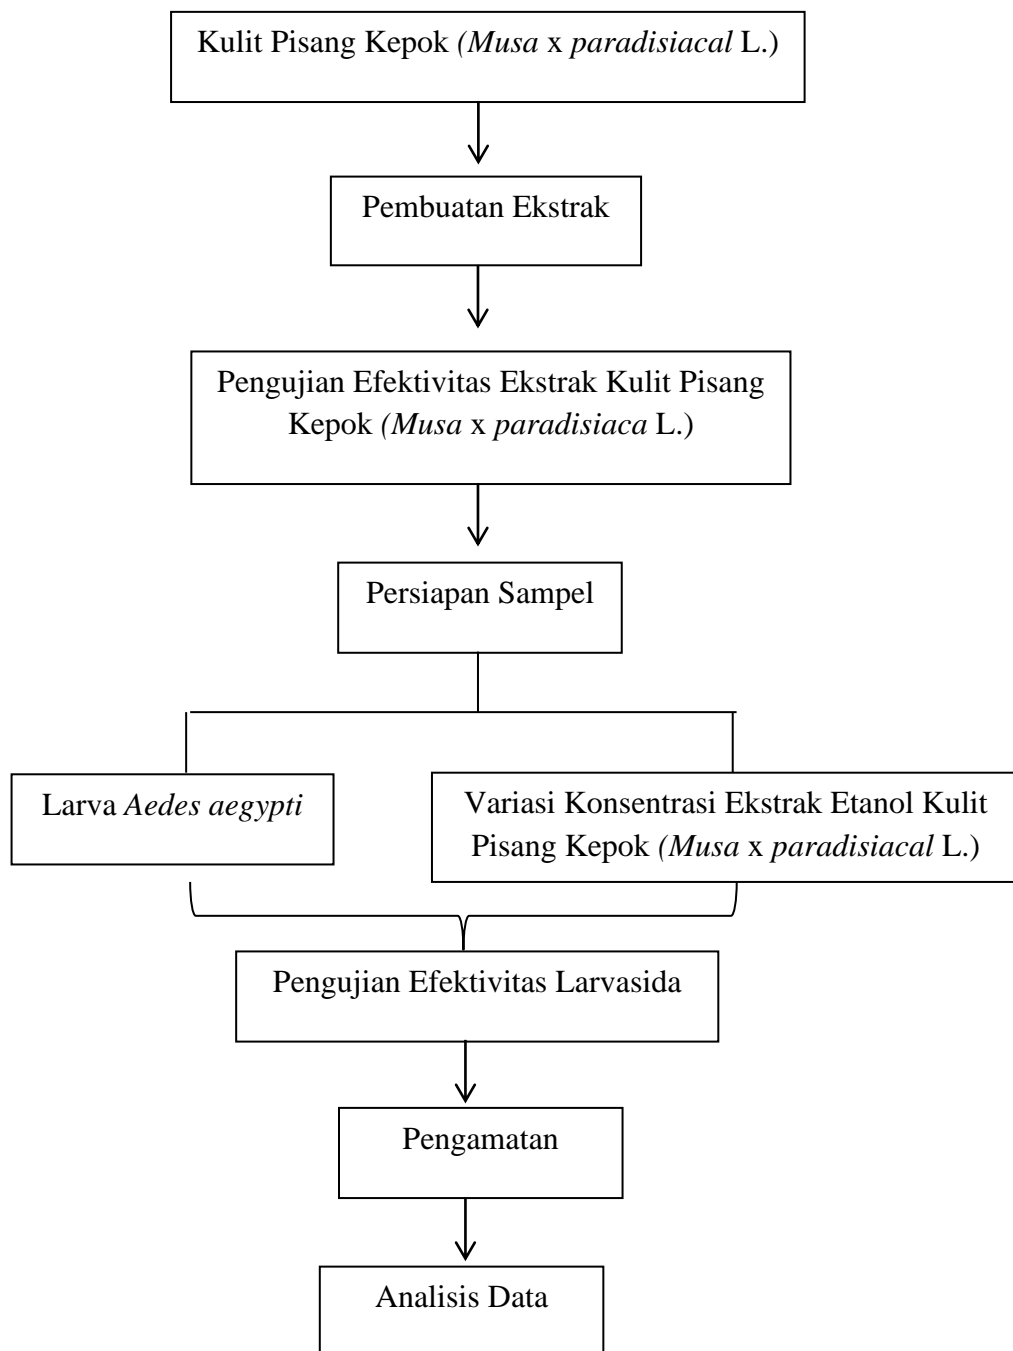 Kulit Pisang Kepok (Musa x paradisiacal L.)
Pembuatan Ekstrak
Pengujian Efektivitas Ekstrak Kulit Pisang
Kepok (Musa x paradisiaca L.)
Persiapan Sampel
Larva Aedes aegypti
Variasi Konsentrasi Ekstrak Etanol Kulit
Pisang Kepok (Musa x paradisiacal L.)
Pengujian Efektivitas Larvasida
Pengamatan
Analisis Data